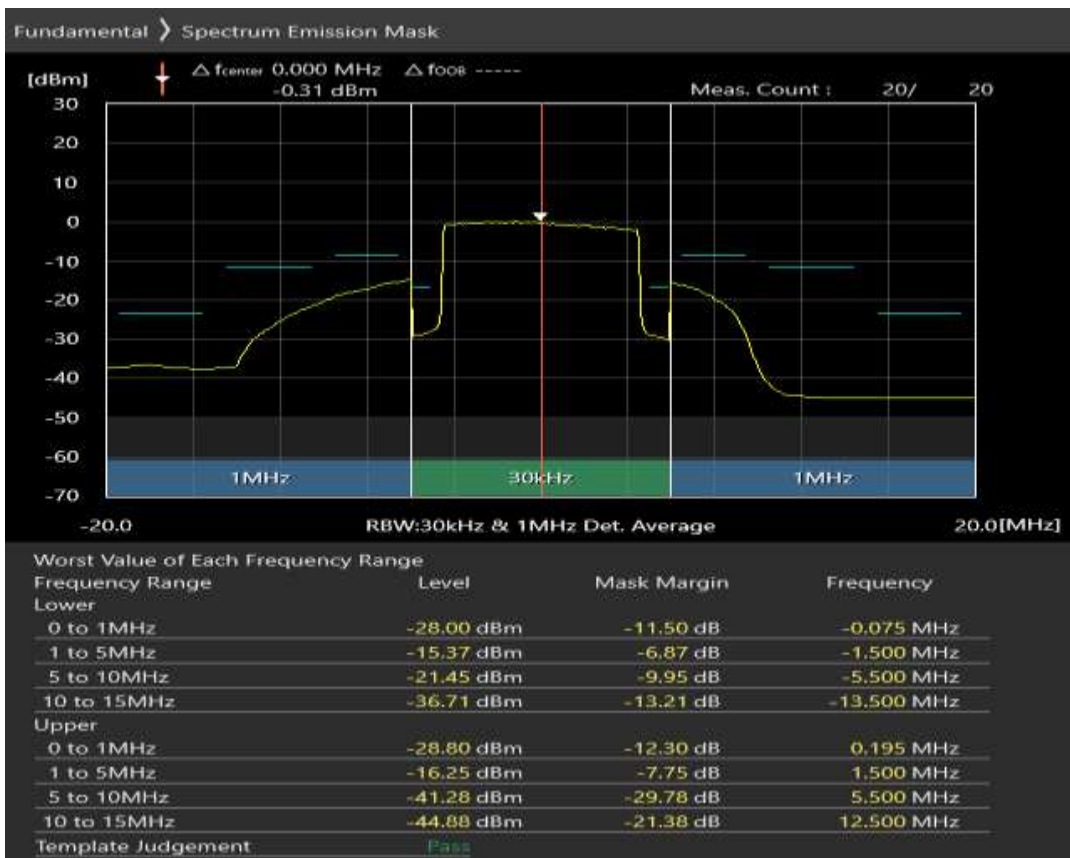 Fundamental ❯ Spectrum Emission Mask
[dBm] △ fcenter 0.000 MHz △ fOOB -----
-0.31 dBm Meas. Count : 20/ 20
30
20
10
0
-10
-20
-30
-40
-50
-60
-70
1MHz 30kHz 1MHz
-20.0 RBW:30kHz & 1MHz Det. Average 20.0[MHz]
Worst Value of Each Frequency Range
Frequency Range Level Mask Margin Frequency
Lower
0 to 1MHz -28.00 dBm -11.50 dB -0.075 MHz
1 to 5MHz -15.37 dBm -6.87 dB -1.500 MHz
5 to 10MHz -21.45 dBm -9.95 dB -5.500 MHz
10 to 15MHz -36.71 dBm -13.21 dB -13.500 MHz
Upper
0 to 1MHz -28.80 dBm -12.30 dB 0.195 MHz
1 to 5MHz -16.25 dBm -7.75 dB 1.500 MHz
5 to 10MHz -41.28 dBm -29.78 dB 5.500 MHz
10 to 15MHz -44.88 dBm -21.38 dB 12.500 MHz
Template Judgement Pass